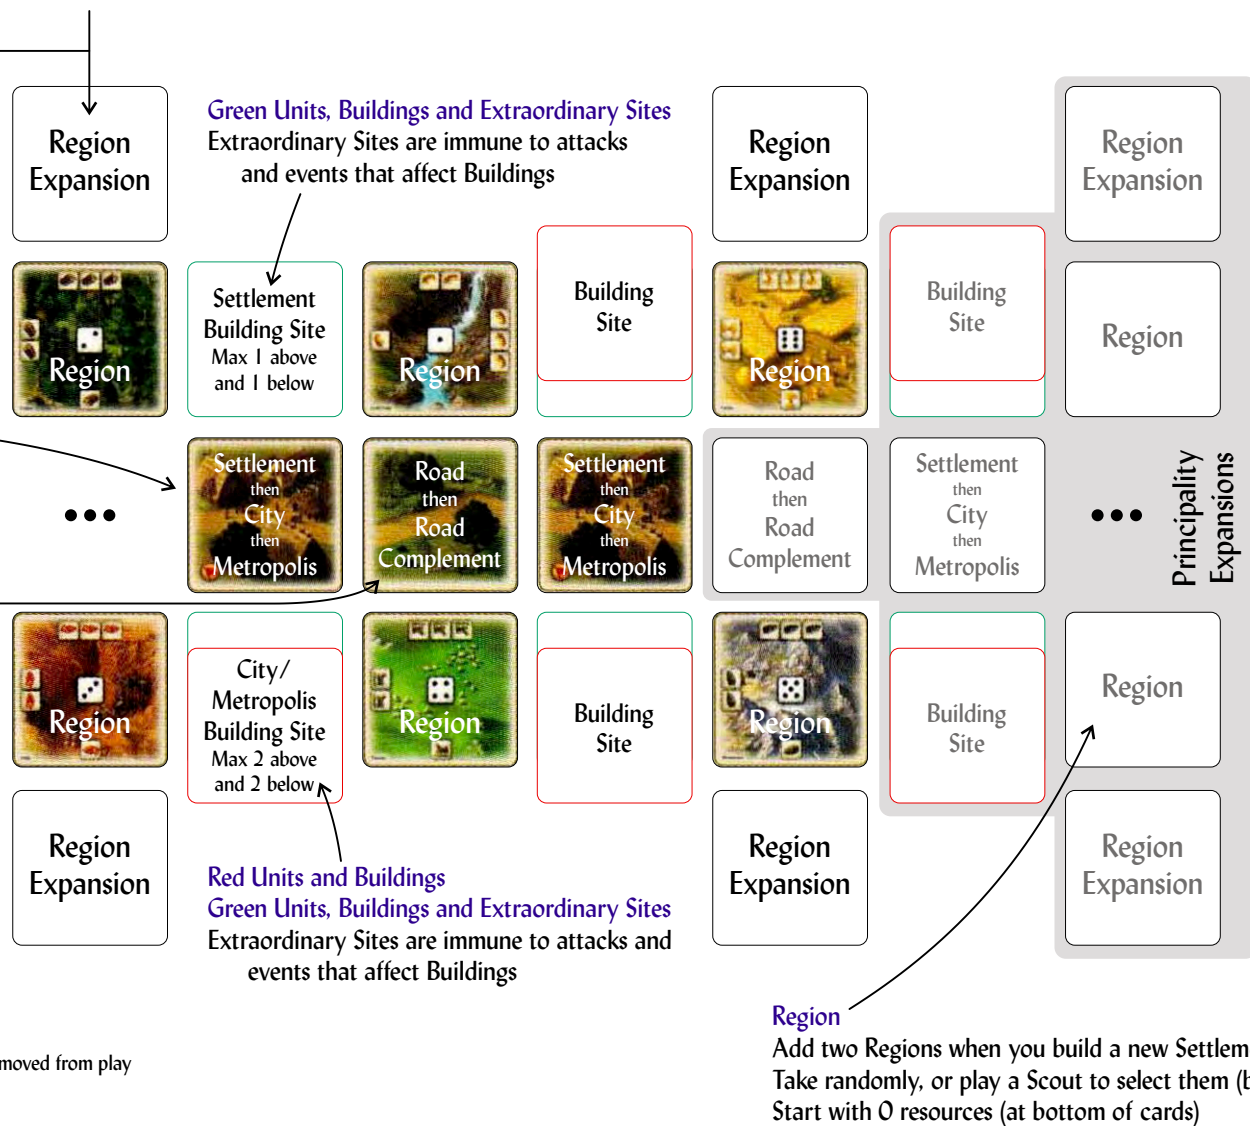 Region
Expansion
Green Units, Buildings and Extraordinary Sites
Extraordinary Sites are immune to attacks
and events that affect Buildings
Region
Expansion
Region
Expansion
Region
Settlement
Building Site
Max 1 above
and 1 below
Region
Building
Site
Region
Building
Site
Region
Settlement
then
City
then
Metropolis
Road
then
Road
Complement
Settlement
then
City
then
Metropolis
Road
then
Road
Complement
Settlement
then
City
then
Metropolis
Principality
Expansions
Region
City/
Metropolis
Building Site
Max 2 above
and 2 below
Region
Building
Site
Region
Building
Site
Region
Region
Expansion
Red Units and Buildings
Green Units, Buildings and Extraordinary Sites
Extraordinary Sites are immune to attacks and
events that affect Buildings
Region
Expansion
Region
Expansion
moved from play
Region
Add two Regions when you build a new Settlem
Take randomly, or play a Scout to select them (b
Start with 0 resources (at bottom of cards)